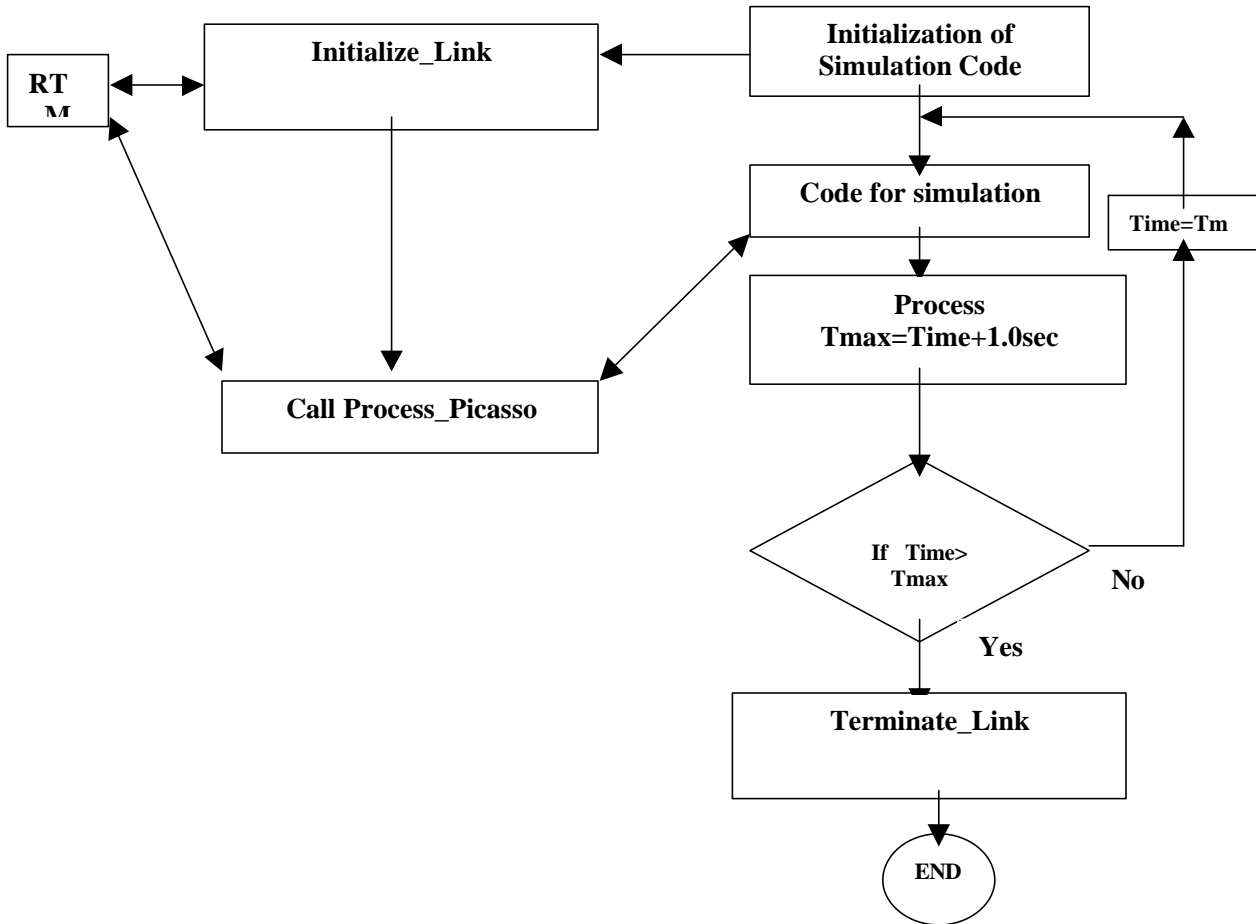 Initialization of
Simulation Code
Initialize_Link
RT
M
Code for simulation
Time=Tm
Process
Tmax=Time+1.0sec
Call Process_Picasso
If Time>
Tmax
No
Yes
Terminate_Link
END